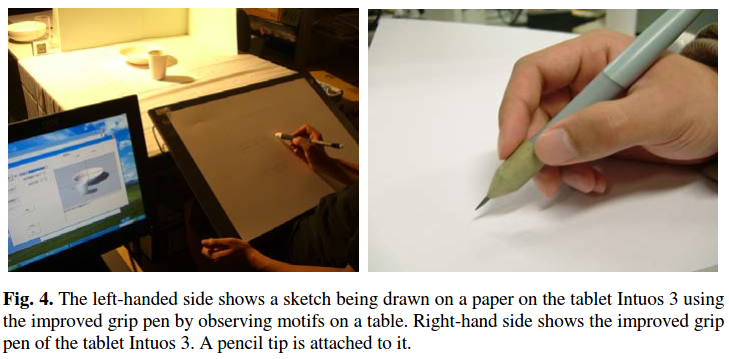 Fig. 4. The left-handed side shows a sketch being drawn on a paper on the tablet Intuos 3 using
the improved grip pen by observing motifs on a table. Right-hand side shows the improved grip
pen of the tablet Intuos 3. A pencil tip is attached to it.